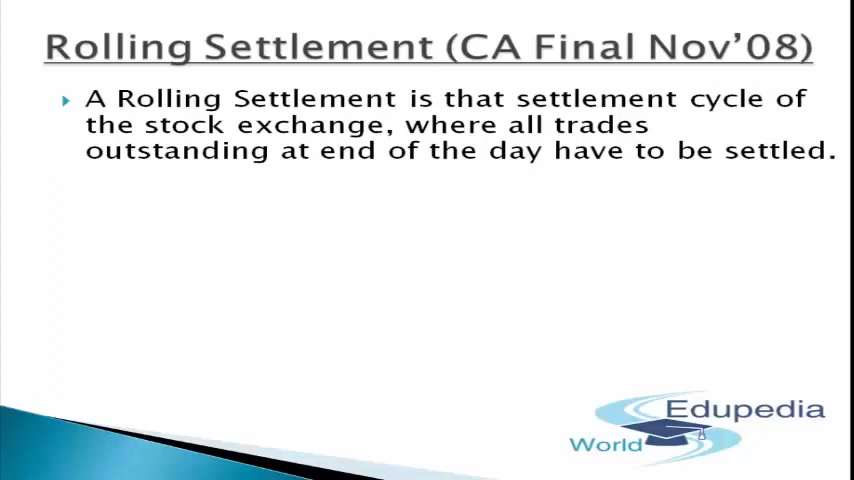 Rolling Settlement (CA Final Nov’08)
A Rolling Settlement is that settlement cycle of
the stock exchange, where all trades
outstanding at end of the day have to be settled.
Edupedia
World